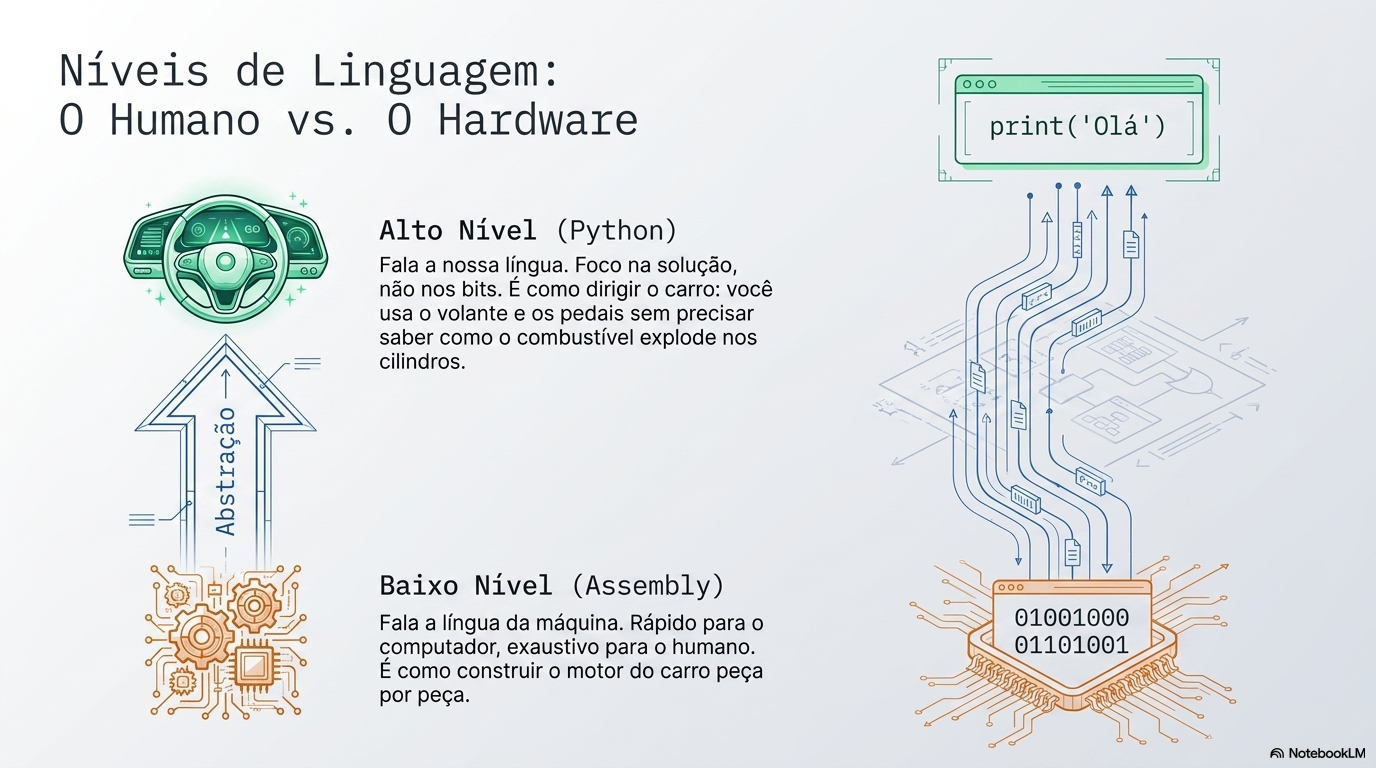 Níveis de Linguagem:
O Humano vs. O Hardware
print('Olá')
GO
Alto Nível (Python)
Fala a nossa língua. Foco na solução,
não nos bits. É como dirigir o carro: você
usa o volante e os pedais sem precisar
saber como o combustível explode nos
cilindros.
Abstração
Baixo Nível (Assembly)
Fala a língua da máquina. Rápido para o
computador, exaustivo para o humano.
É como construir o motor do carro peça
por peça.
01001000
01101001
NotebookLM